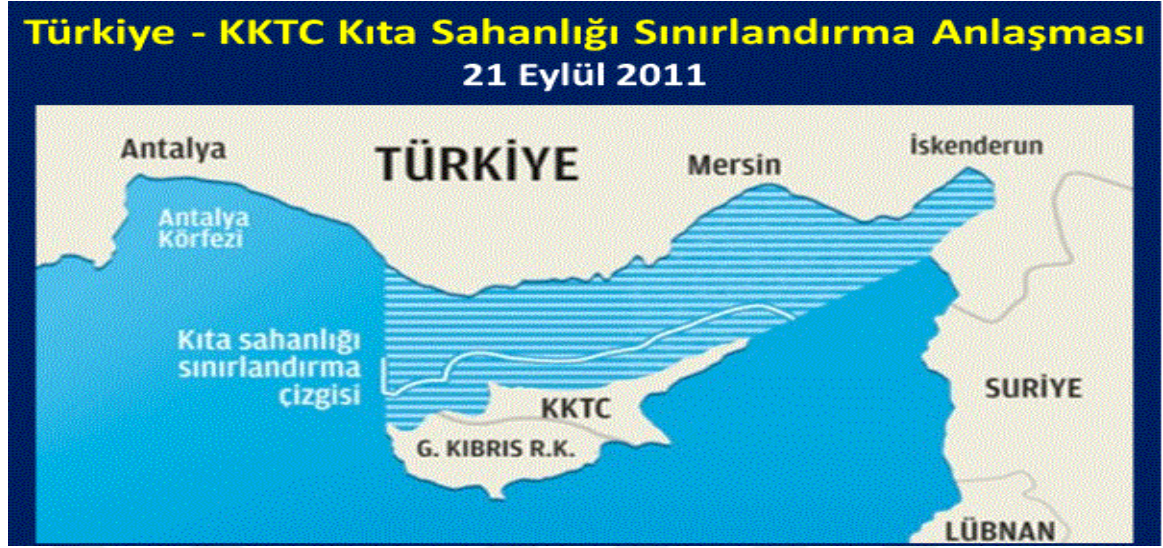 Türkiye - KKTC Kıta Sahanlığı Sınırlandırma Anlaşması
21 Eylül 2011
Antalya
TÜRKİYE
Mersin
İskenderun
Antalya
Körfezi
Kıta sahanlığı
sınırlandırma
çizgisi
KKTC
G. KIBRIS R.K.
SURİYE
LÜBNAN